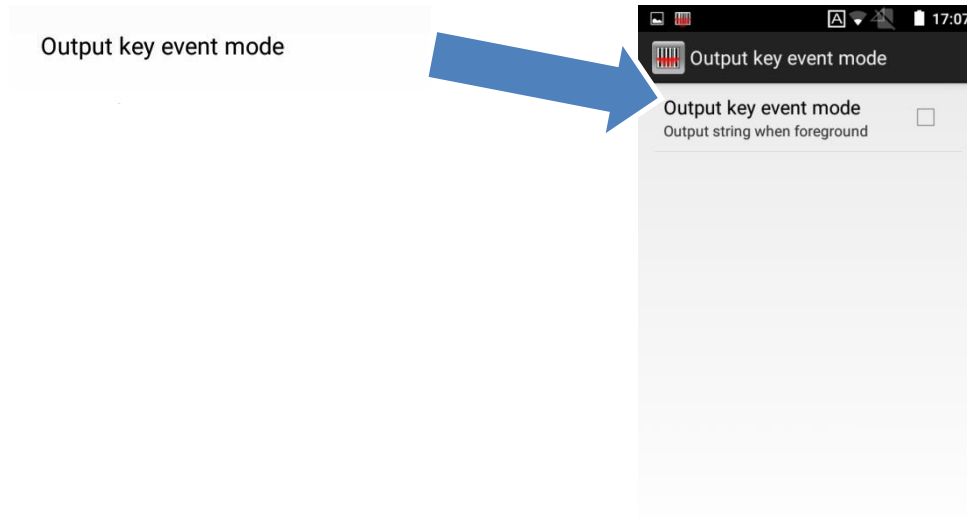 Output key event mode
A 17:07
Output key event mode
Output key event mode
Output string when foreground